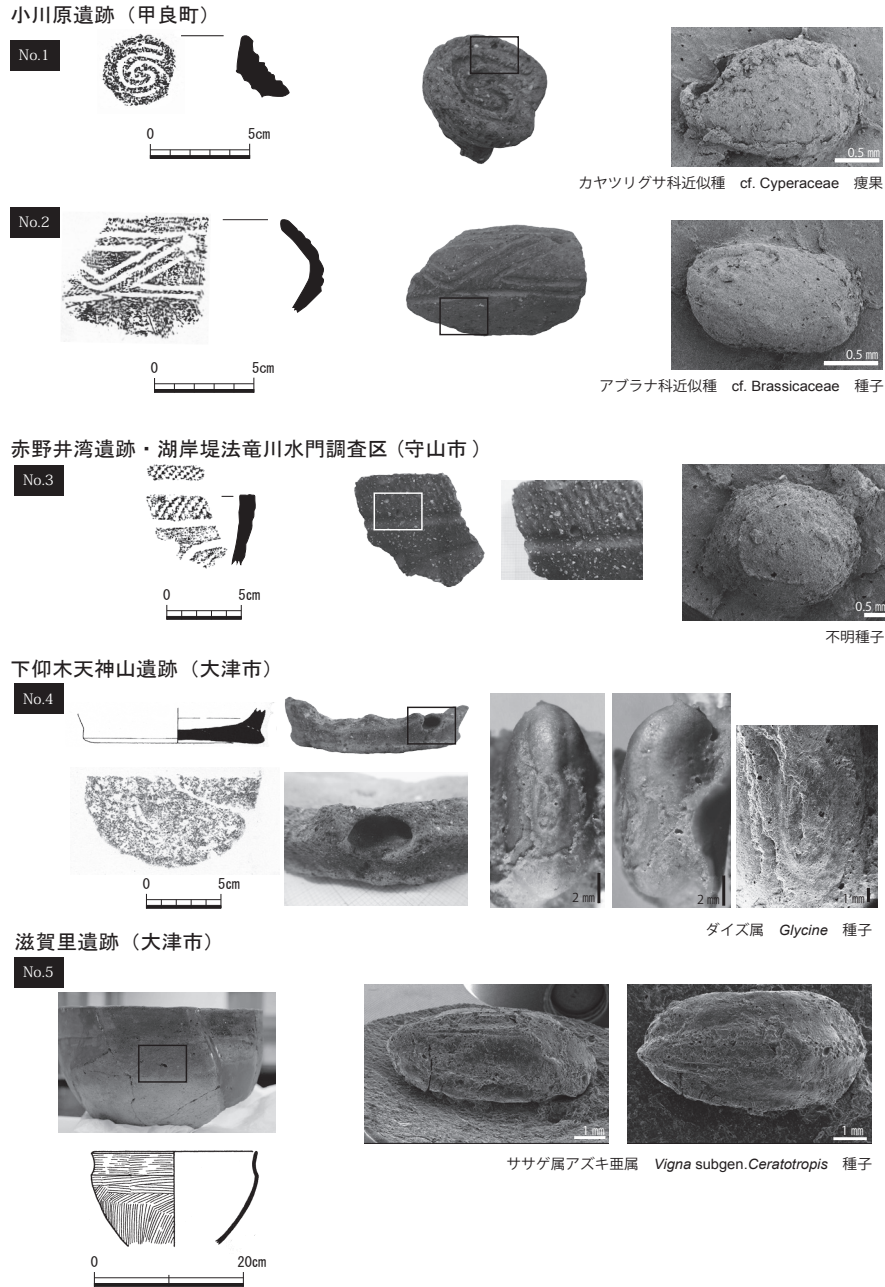 小川原遺跡（甲良町）
No.1
0 5cm
0.5 mm
カヤツリグサ科近似種 cf. Cyperaceae 痩果
No.2
0 5cm
0.5 mm
アブラナ科近似種 cf. Brassicaceae 種子
赤野井湾遺跡・湖岸堤法竜川水門調査区（守山市）
No.3
0 5cm
0.5 mm
不明種子
下仰木天神山遺跡（大津市）
No.4
0 5cm
2 mm
2 mm
1 mm
ダイズ属 Glycine 種子
滋賀里遺跡（大津市）
No.5
1 mm
1 mm
ササゲ属アズキ亜属 Vigna subgen.Ceratotropis 種子
0 20cm